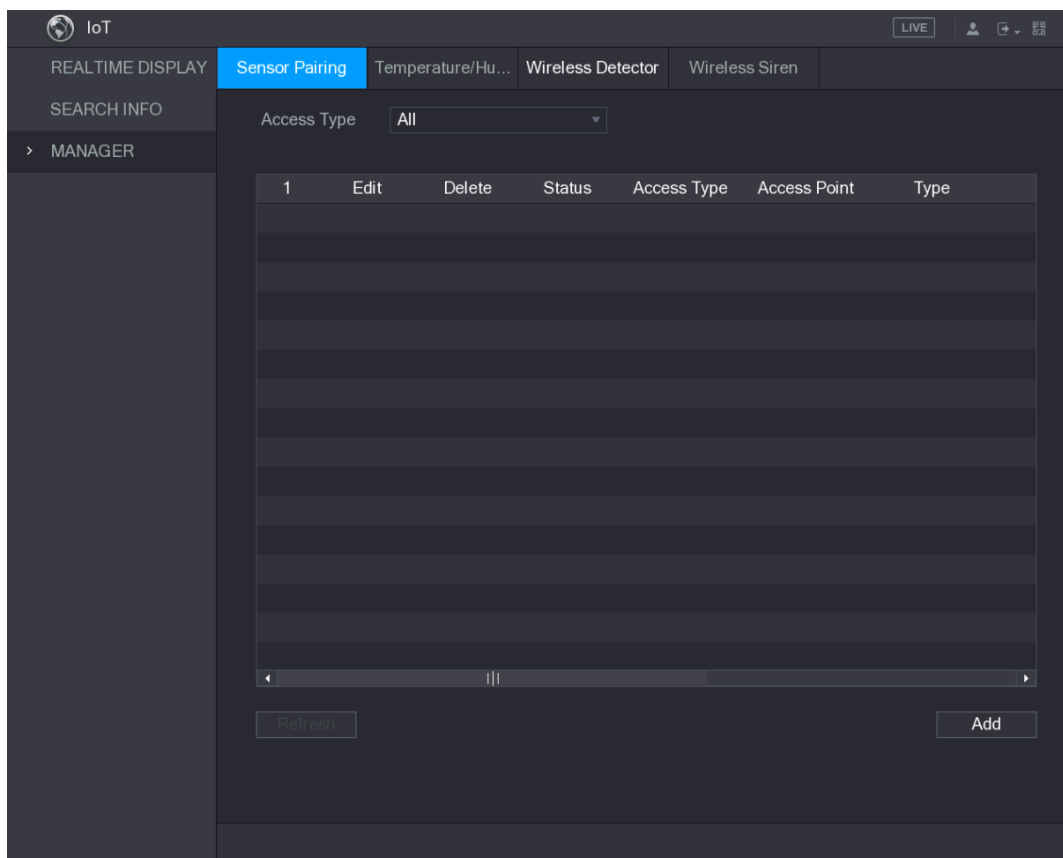 IoT LIVE
REALTIME DISPLAY
SEARCH INFO
MANAGER
Sensor Pairing Temperature/Hu... Wireless Detector Wireless Siren
Access Type All
1 Edit Delete Status Access Type Access Point Type
Refresh Add